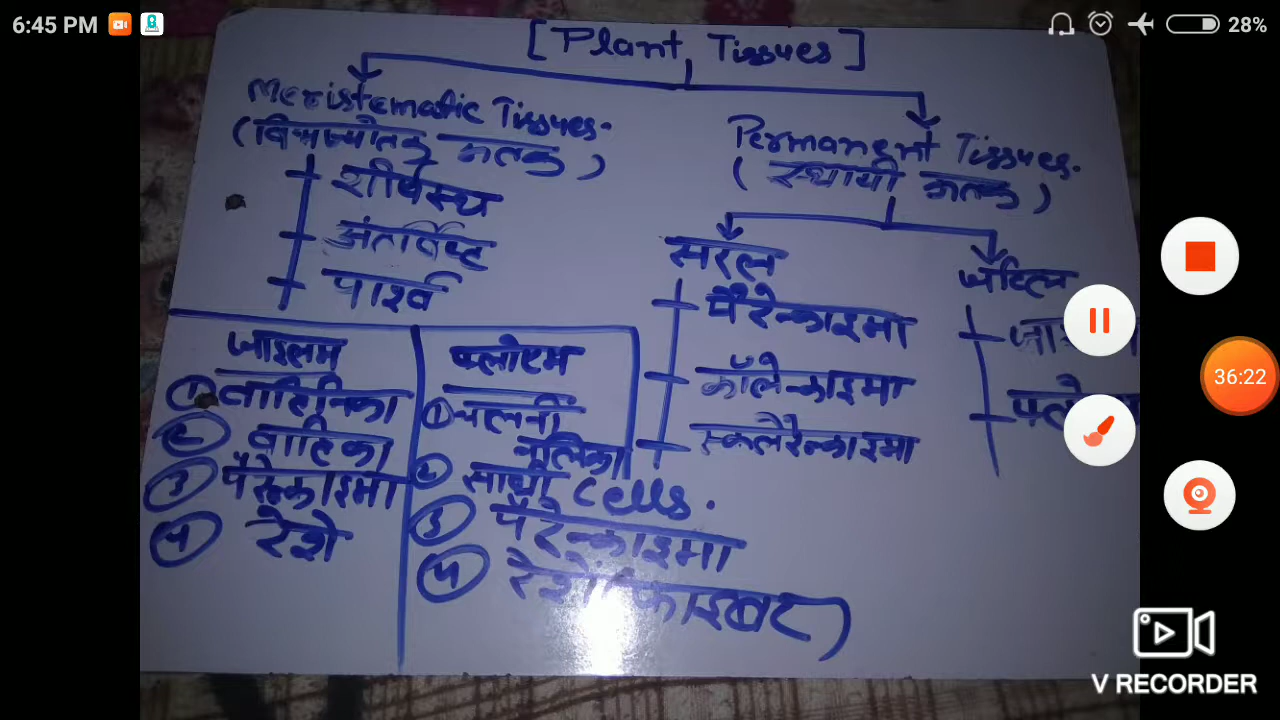 6:45 PM
28%
[Plant Tissues]
Meristematic Tissues.
(विभज्योतक ऊतक)
शीर्षस्थ
अंतर्विष्ट
पार्श्व
Permanent Tissues.
(स्थायी ऊतक)
सरल
पैरेन्काइमा
कॉलेन्काइमा
स्कलेरेन्काइमा
जटिल
जाइलम
① वाहिनिका
② वाहिका
③ पैरेन्काइमा
④ रेशे
फ्लोएम
① चलनी
नलिका
② साथी Cells.
③ पैरेन्काइमा
④ रेशे(फाइबर)
36:22
V RECORDER